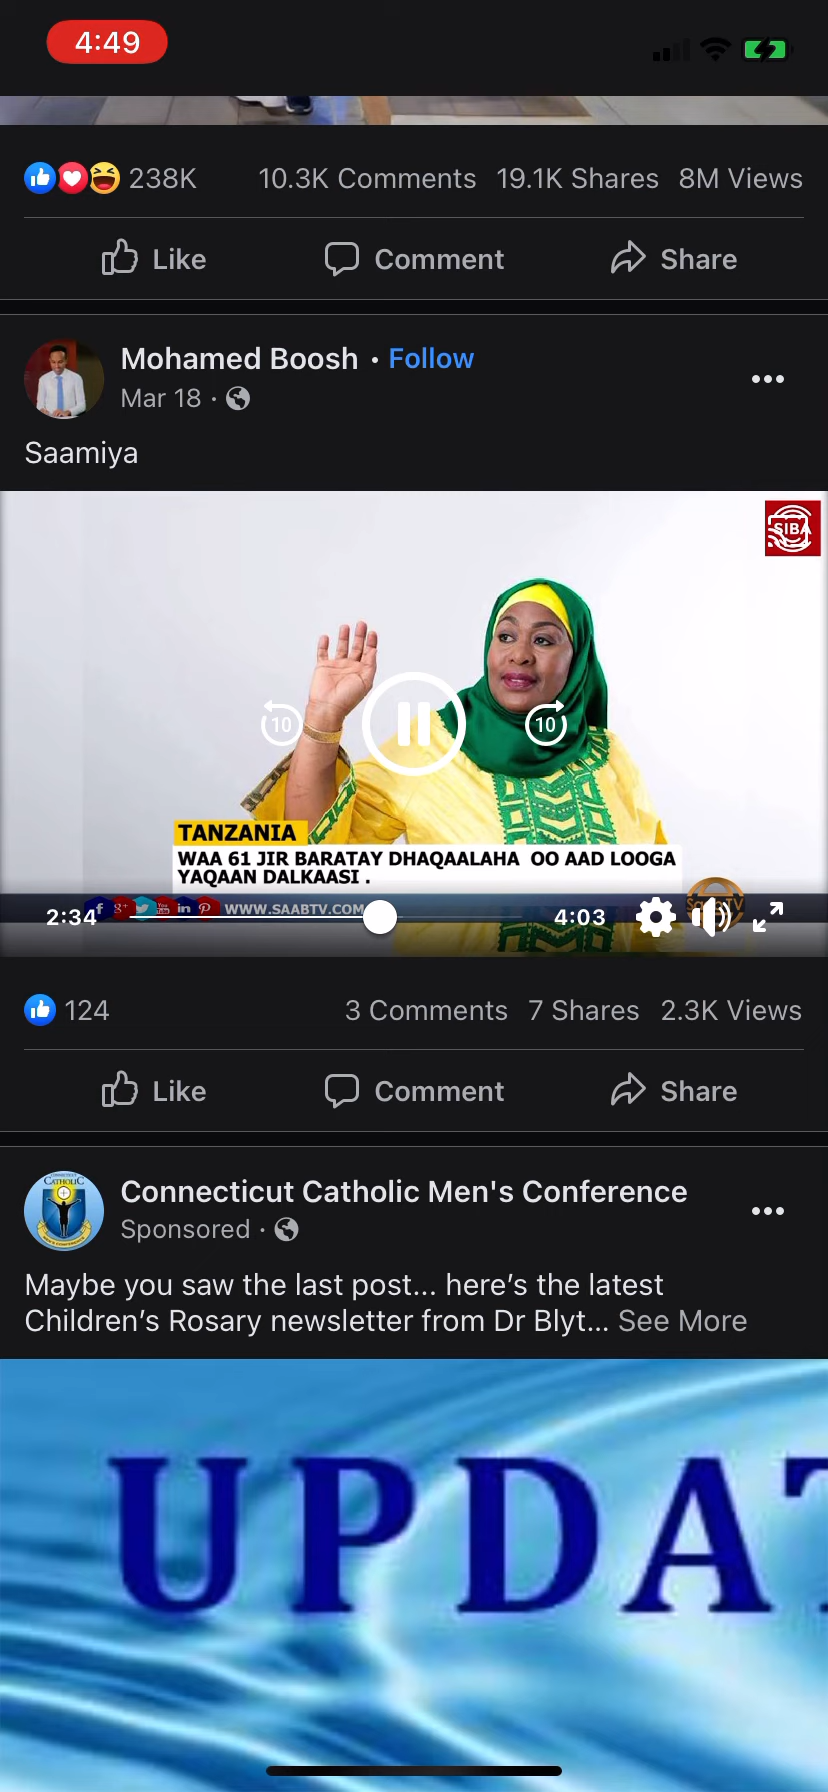 4:49
238K 10.3K Comments 19.1K Shares 8M Views
Like Comment Share
Mohamed Boosh • Follow
Mar 18 ·
Saamiya
SIBA
10 10
TANZANIA
WAA 61 JIR BARATAY DHAQAALAHA OO AAD LOOGA
YAQAAN DALKAASI .
2:34 f g+ You in WWW.SAABTV.COM 4:03
124 3 Comments 7 Shares 2.3K Views
Like Comment Share
CATHOLIC
Connecticut Catholic Men's Conference
Sponsored ·
Maybe you saw the last post... here’s the latest
Children’s Rosary newsletter from Dr Blyt... See More
UPDAT